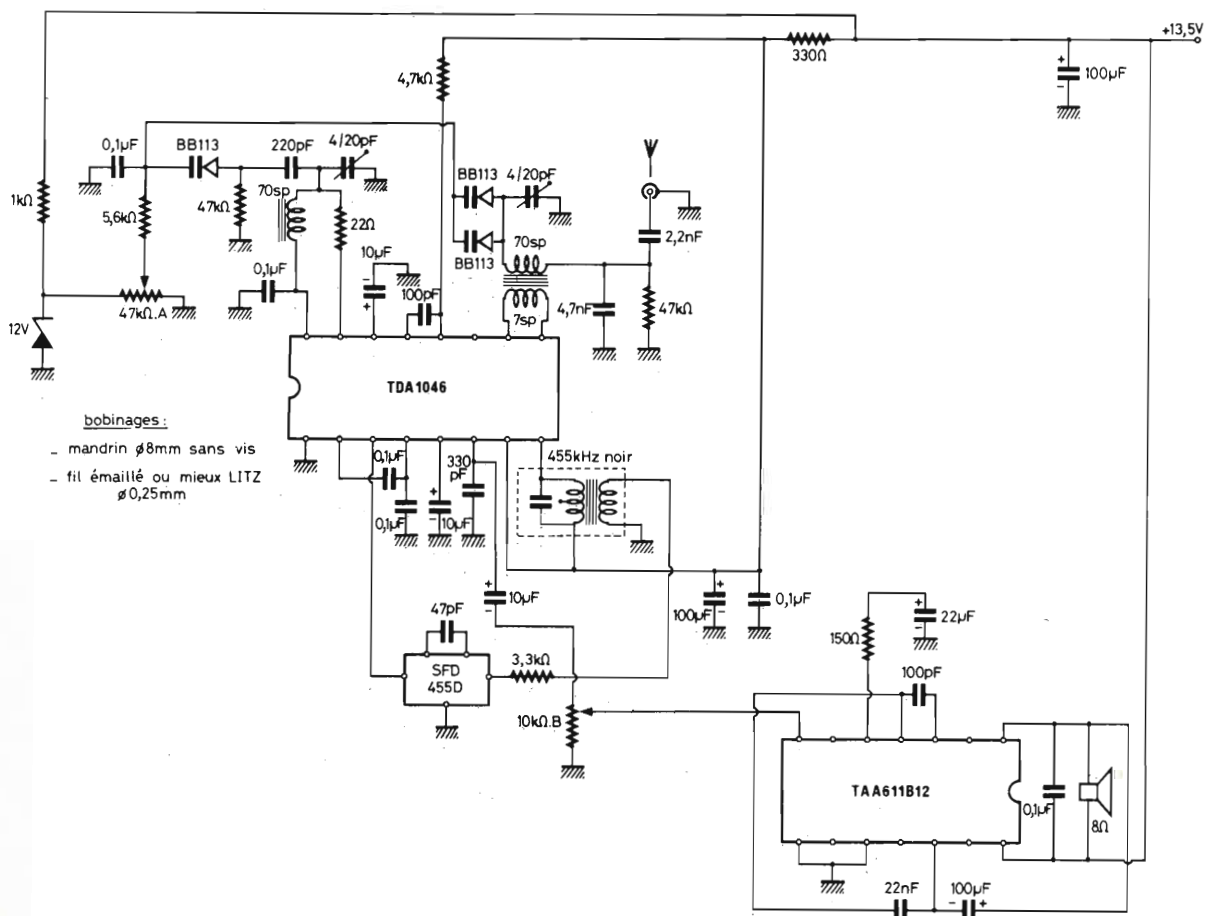 +13,5V
330Ω
100µF
+
-
4,7kΩ
0,1µF
BB113
220pF
4/20pF
BB113
4/20pF
1kΩ
5,6kΩ
47kΩ
70sp
22Ω
10µF
-
+
BB113
70sp
2,2nF
0,1µF
100pF
7sp
4,7nF
47kΩ
47kΩ.A
12V
TDA1046
bobinages :
_ mandrin ø8mm sans vis
_ fil émaillé ou mieux LITZ
ø0,25mm
0,1µF
330
pF
455kHz noir
0,1µF
+
-
10µF
+
-
10µF
+
100µF
-
0,1µF
47pF
SFD
455D
3,3kΩ
10kΩ.B
150Ω
+
-
22µF
100pF
TAA611B12
0,1µF
8Ω
22nF
100µF
-
+